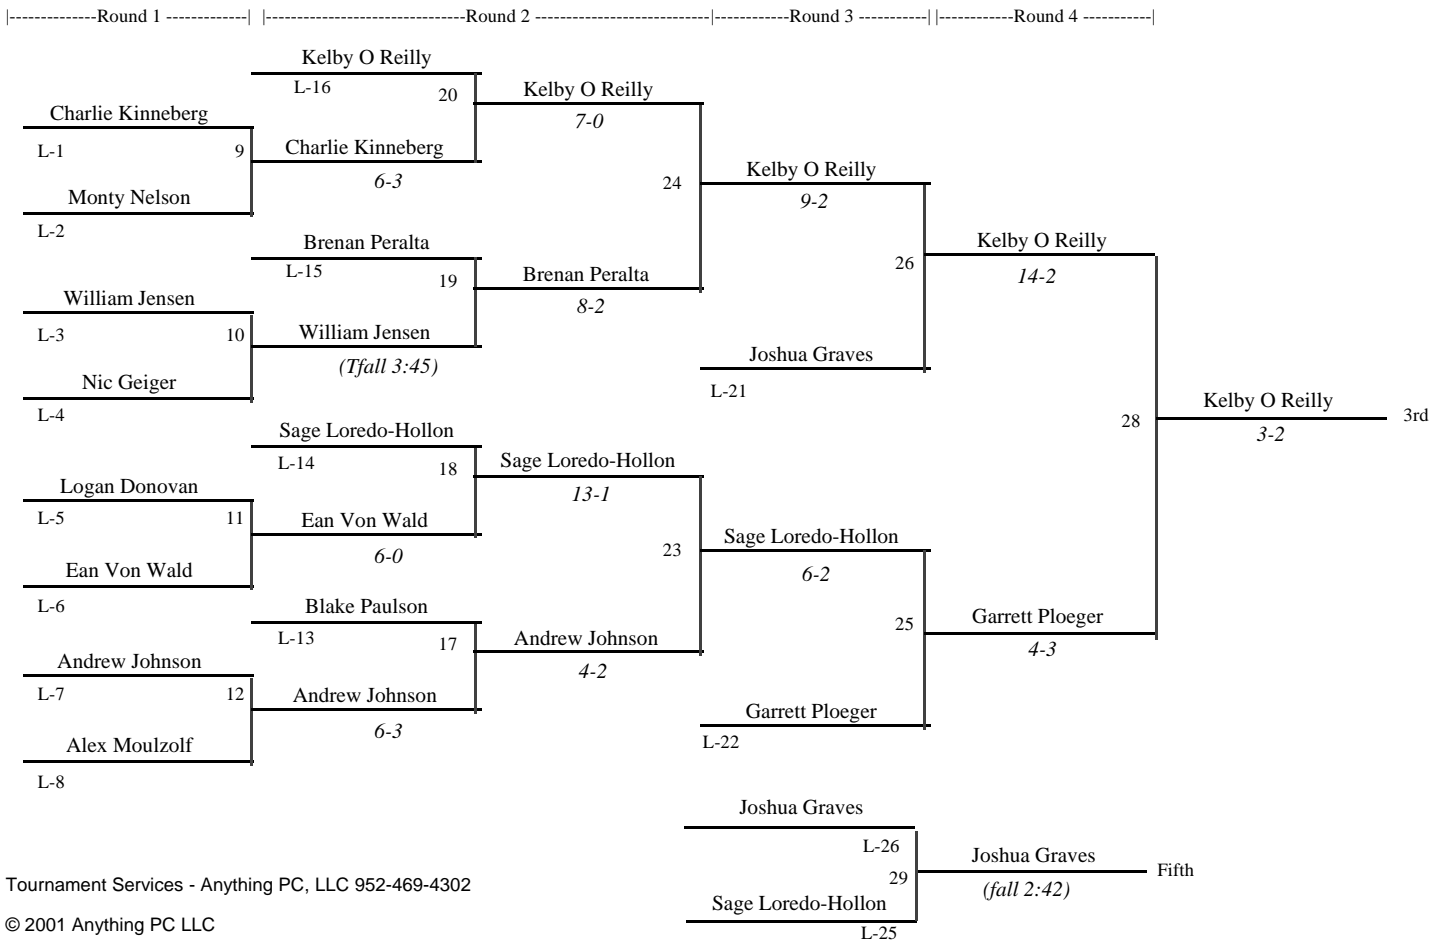 |--------------Round 1 -------------| |--------------------------------Round 2 ----------------------------|------------Round 3 -----------| |------------Round 4 -----------|
Kelby O Reilly
L-16
20
Kelby O Reilly
7-0
Charlie Kinneberg
L-1
9
Charlie Kinneberg
6-3
Monty Nelson
L-2
24
Kelby O Reilly
9-2
Brenan Peralta
L-15
19
Brenan Peralta
8-2
William Jensen
L-3
10
William Jensen
(Tfall 3:45)
Nic Geiger
L-4
26
Kelby O Reilly
14-2
Joshua Graves
L-21
28
Kelby O Reilly
3-2
3rd
Sage Loredo-Hollon
L-14
18
Sage Loredo-Hollon
13-1
Logan Donovan
L-5
11
Ean Von Wald
6-0
Ean Von Wald
L-6
23
Sage Loredo-Hollon
6-2
Blake Paulson
L-13
17
Andrew Johnson
4-2
Andrew Johnson
L-7
12
Andrew Johnson
6-3
Alex Moulzolf
L-8
25
Garrett Ploeger
4-3
Garrett Ploeger
L-22
Joshua Graves
L-26
29
Joshua Graves
(fall 2:42)
Fifth
Sage Loredo-Hollon
L-25
Tournament Services - Anything PC, LLC 952-469-4302
© 2001 Anything PC LLC